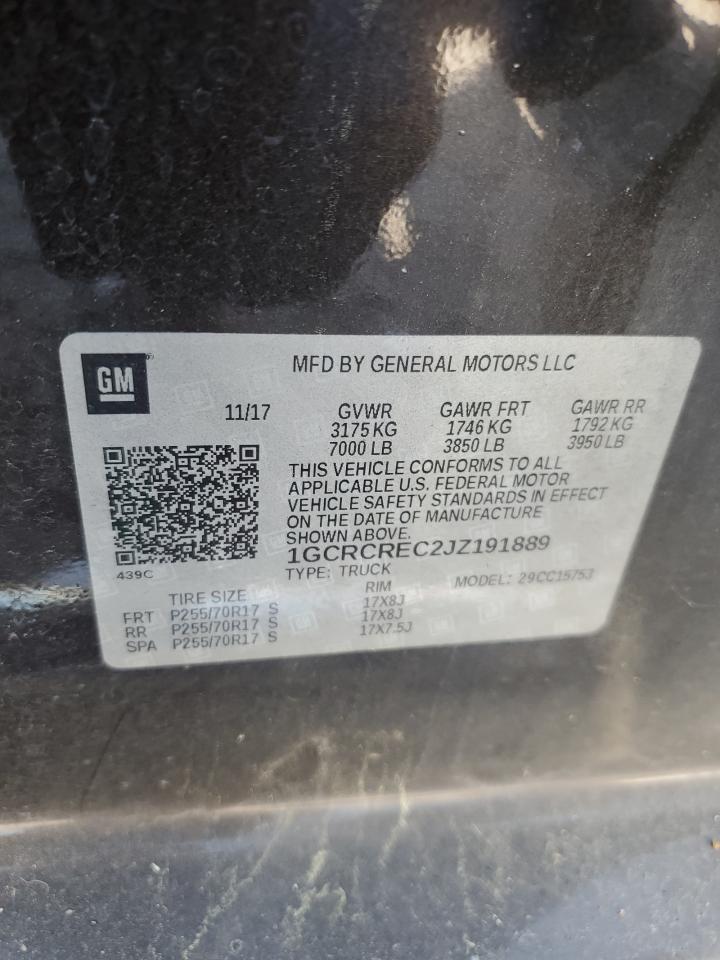 GM
MFD BY GENERAL MOTORS LLC
11/17 GVWR GAWR FRT GAWR RR
3175 KG 1746 KG 1792 KG
7000 LB 3850 LB 3950 LB
THIS VEHICLE CONFORMS TO ALL
APPLICABLE U.S. FEDERAL MOTOR
VEHICLE SAFETY STANDARDS IN EFFECT
ON THE DATE OF MANUFACTURE
SHOWN ABOVE.
1GCRCREC2JZ191889
439C TYPE: TRUCK MODEL: 29CC15753
TIRE SIZE RIM
FRT P255/70R17 S 17X8J
RR P255/70R17 S 17X8J
SPA P255/70R17 S 17X7.5J